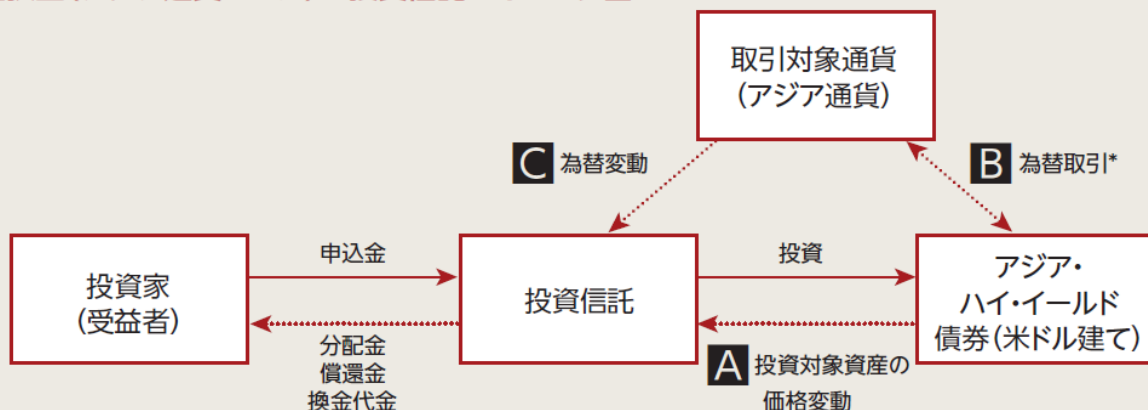 取引対象通貨
(アジア通貨)
C 為替変動
B 為替取引*
申込金
投資
投資家
(受益者)
投資信託
アジア・
ハイ・イールド
債券(米ドル建て)
分配金
償還金
換金代金
A 投資対象資産の
価格変動